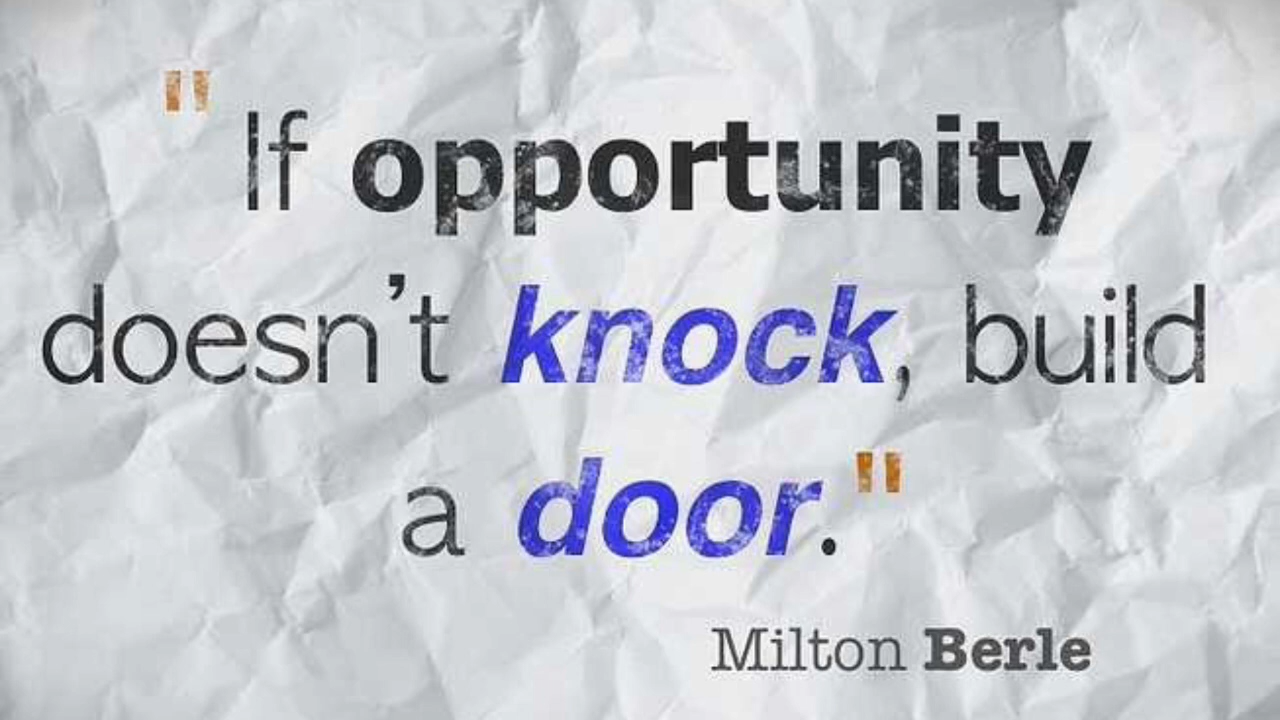 "If opportunity
doesn't knock, build
a door."
Milton Berle